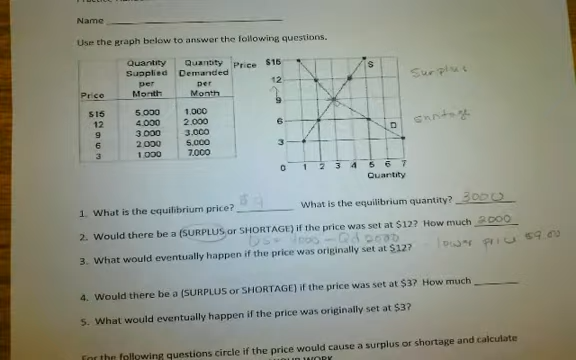 Name
Use the graph below to answer the following questions.
Price Quantity Supplied per Month Quantity Demanded per Month
$15 5,000 1,000
12 4,000 2,000
9 3,000 3,000
6 2,000 5,000
3 1,000 7,000
Price $15
12
9
6
3
S
D
0 1 2 3 4 5 6 7
Quantity
Surplus
1. What is the equilibrium price? $9 What is the equilibrium quantity? 3000
2. Would there be a (SURPLUS or SHORTAGE) if the price was set at $12? How much 2000
3. What would eventually happen if the price was originally set at $12? lower price $9.00
4. Would there be a (SURPLUS or SHORTAGE) if the price was set at $3? How much
5. What would eventually happen if the price was originally set at $3?
For the following questions circle if the price would cause a surplus or shortage and calculate